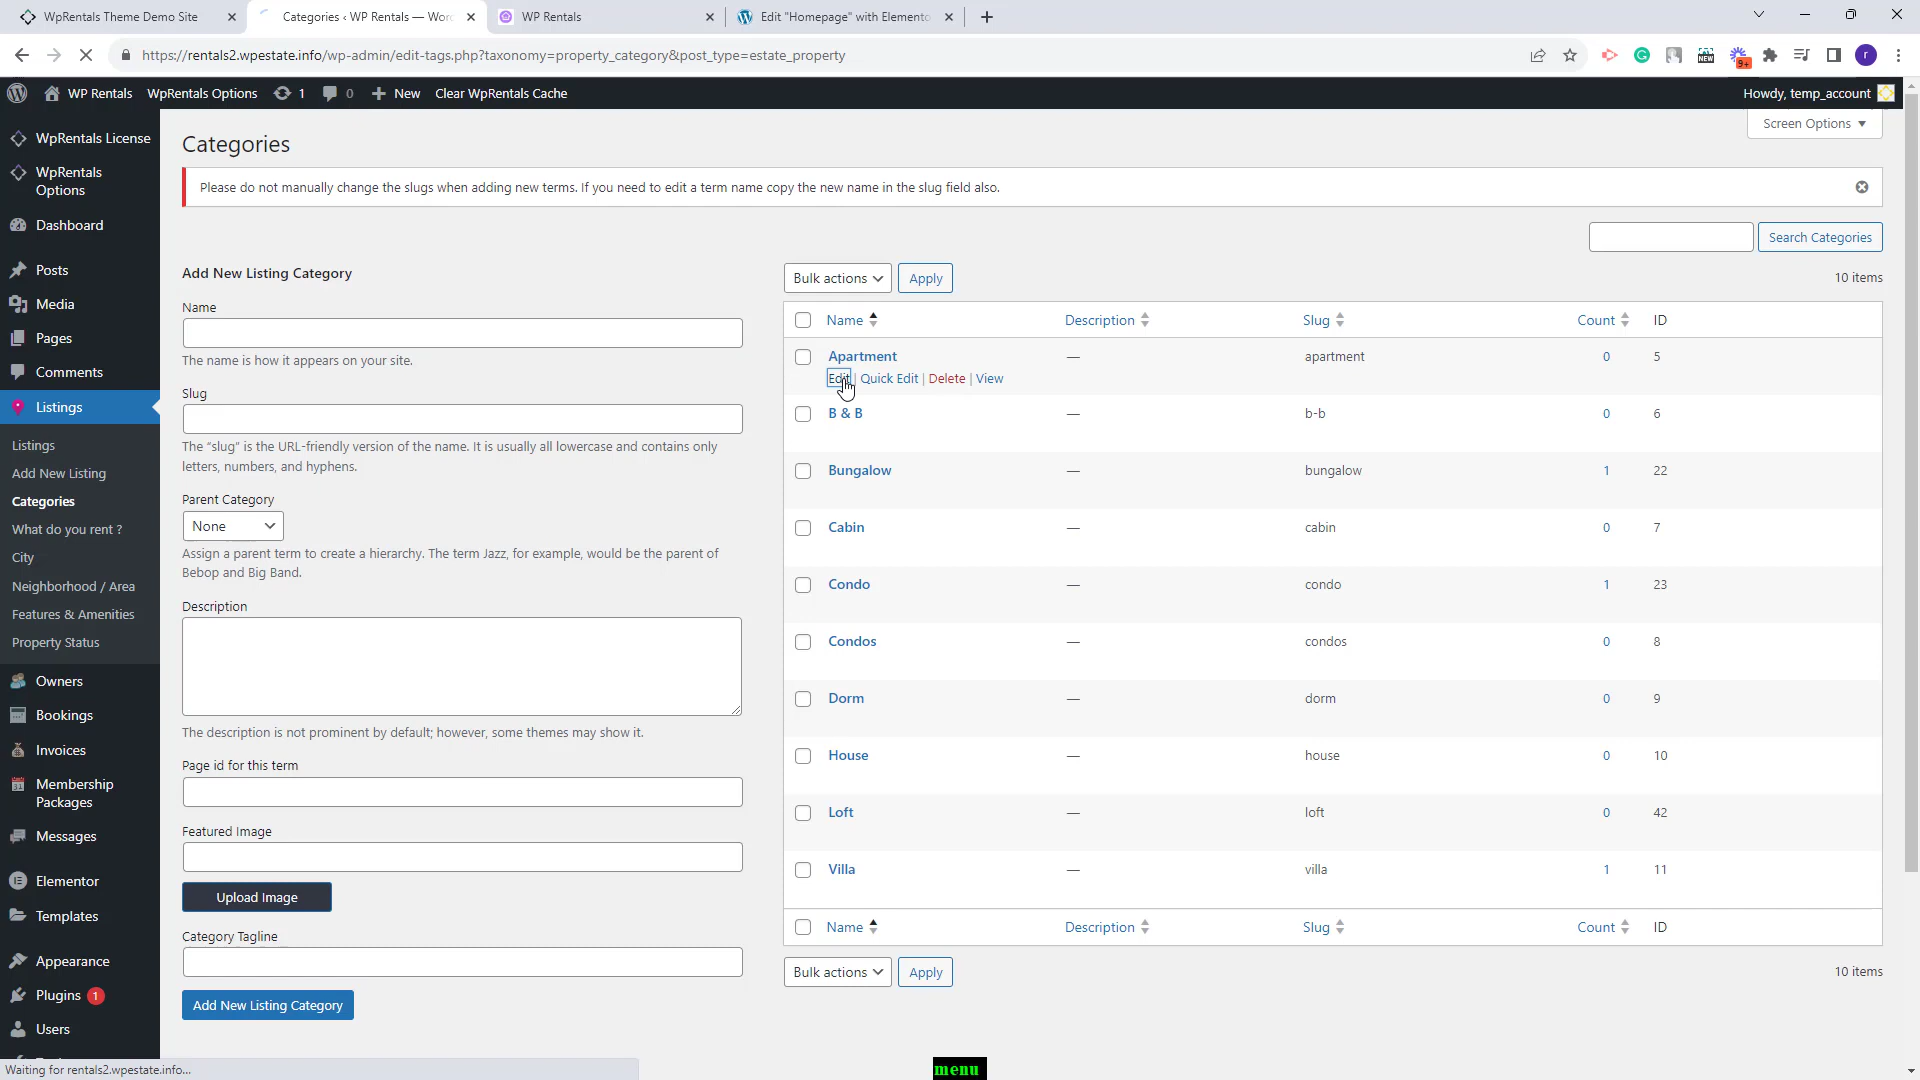 WpRentals Theme Demo Site
Categories ‹ WP Rentals — Wor
WP Rentals
Edit "Homepage" with Elemento
https://rentals2.wpestate.info/wp-admin/edit-tags.php?taxonomy=property_category&post_type=estate_property
NEW
9+
r
WP Rentals
WpRentals Options
1
0
New
Clear WpRentals Cache
Howdy, temp_account
WpRentals License
WpRentals
Options
Dashboard
Posts
Media
Pages
Comments
Listings
Listings
Add New Listing
Categories
What do you rent ?
City
Neighborhood / Area
Features & Amenities
Property Status
Owners
Bookings
Invoices
Membership
Packages
Messages
Elementor
Templates
Appearance
Plugins 1
Users
Screen Options
Categories
Please do not manually change the slugs when adding new terms. If you need to edit a term name copy the new name in the slug field also.
Search Categories
Add New Listing Category
Name
The name is how it appears on your site.
Slug
The “slug” is the URL-friendly version of the name. It is usually all lowercase and contains only
letters, numbers, and hyphens.
Parent Category
None
Assign a parent term to create a hierarchy. The term Jazz, for example, would be the parent of
Bebop and Big Band.
Description
The description is not prominent by default; however, some themes may show it.
Page id for this term
Featured Image
Upload Image
Category Tagline
Add New Listing Category
Bulk actions Apply 10 items
Name Description Slug Count ID
Apartment — apartment 0 5
Edit | Quick Edit | Delete | View
B & B — b-b 0 6
Bungalow — bungalow 1 22
Cabin — cabin 0 7
Condo — condo 1 23
Condos — condos 0 8
Dorm — dorm 0 9
House — house 0 10
Loft — loft 0 42
Villa — villa 1 11
Name Description Slug Count ID
Bulk actions Apply 10 items
Waiting for rentals2.wpestate.info...
menu